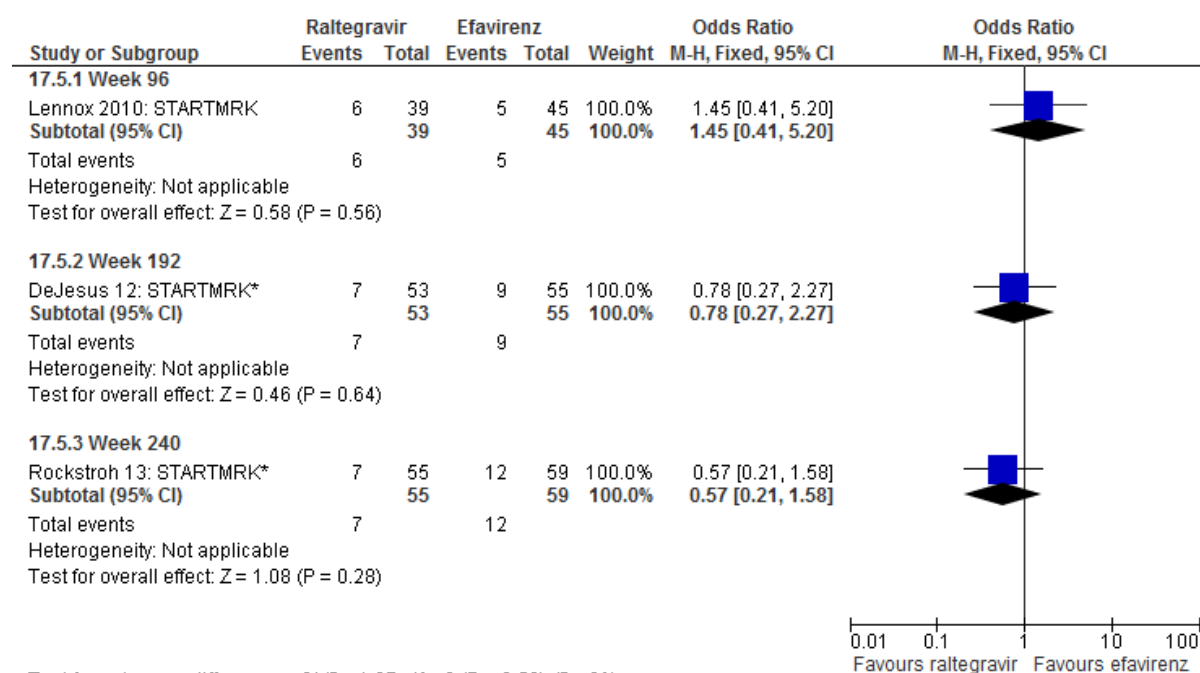 Raltegravir Efavirenz Odds Ratio Odds Ratio
Study or Subgroup Events Total Events Total Weight M-H, Fixed, 95% CI M-H, Fixed, 95% CI
17.5.1 Week 96
Lennox 2010: STARTMRK 6 39 5 45 100.0% 1.45 [0.41, 5.20]
Subtotal (95% CI) 39 45 100.0% 1.45 [0.41, 5.20]
Total events 6 5
Heterogeneity: Not applicable
Test for overall effect: Z = 0.58 (P = 0.56)
17.5.2 Week 192
DeJesus 12: STARTMRK* 7 53 9 55 100.0% 0.78 [0.27, 2.27]
Subtotal (95% CI) 53 55 100.0% 0.78 [0.27, 2.27]
Total events 7 9
Heterogeneity: Not applicable
Test for overall effect: Z = 0.46 (P = 0.64)
17.5.3 Week 240
Rockstroh 13: STARTMRK* 7 55 12 59 100.0% 0.57 [0.21, 1.58]
Subtotal (95% CI) 55 59 100.0% 0.57 [0.21, 1.58]
Total events 7 12
Heterogeneity: Not applicable
Test for overall effect: Z = 1.08 (P = 0.28)
0.01 0.1 1 10 100
Favours raltegravir Favours efavirenz